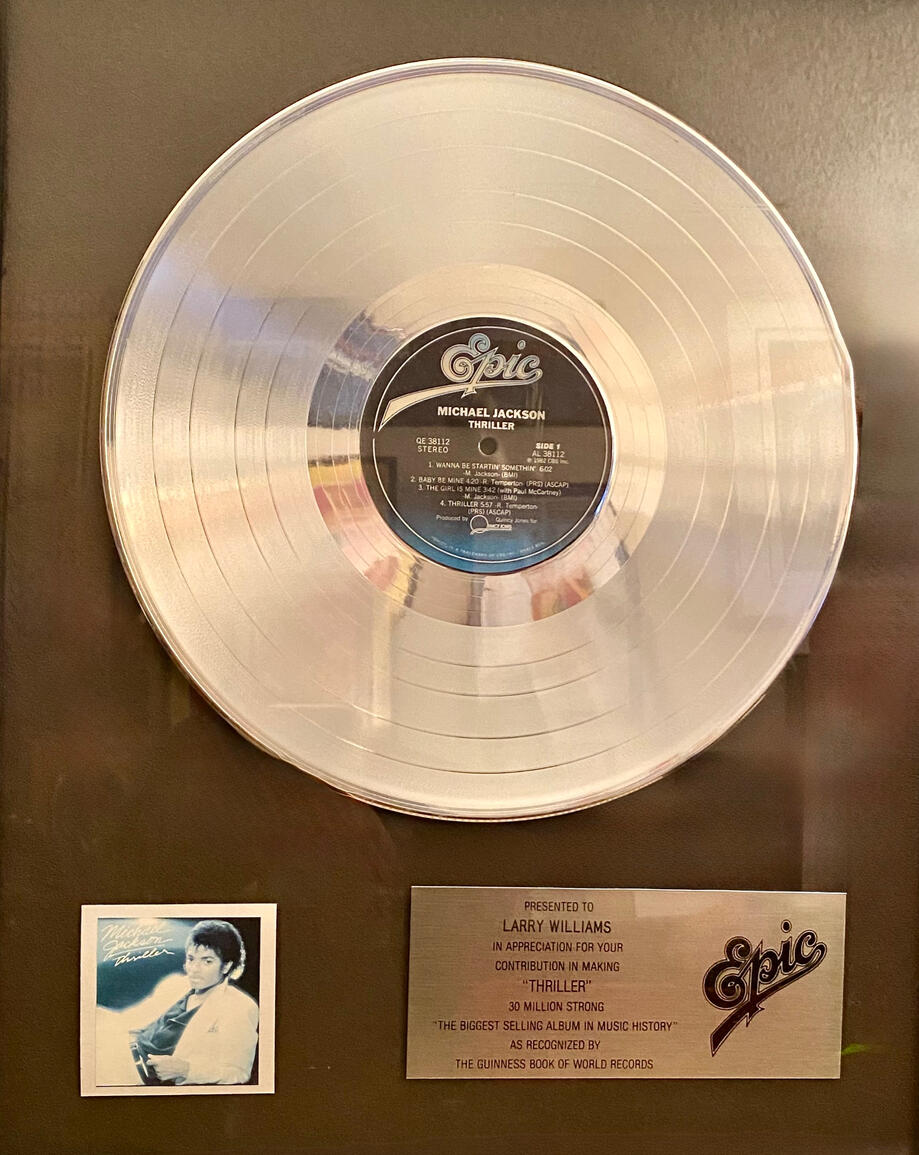 Epic
MICHAEL JACKSON
THRILLER
QE 38112
STEREO
SIDE 1
AL 38112
℗ 1982 CBS Inc.
1. WANNA BE STARTIN' SOMETHIN' 6:02
-M. Jackson- (BMI)
2. BABY BE MINE 4:20 -R. Temperton- (PRS) (ASCAP)
3. THE GIRL IS MINE 3:42 (with Paul McCartney)
-M. Jackson- (BMI)
4. THRILLER 5:57 -R. Temperton-
(PRS) (ASCAP)
Produced by Quincy Jones for
Michael
Jackson
Thriller
PRESENTED TO
LARRY WILLIAMS
IN APPRECIATION FOR YOUR
CONTRIBUTION IN MAKING
"THRILLER"
30 MILLION STRONG
"THE BIGGEST SELLING ALBUM IN MUSIC HISTORY"
AS RECOGNIZED BY
THE GUINNESS BOOK OF WORLD RECORDS
Epic